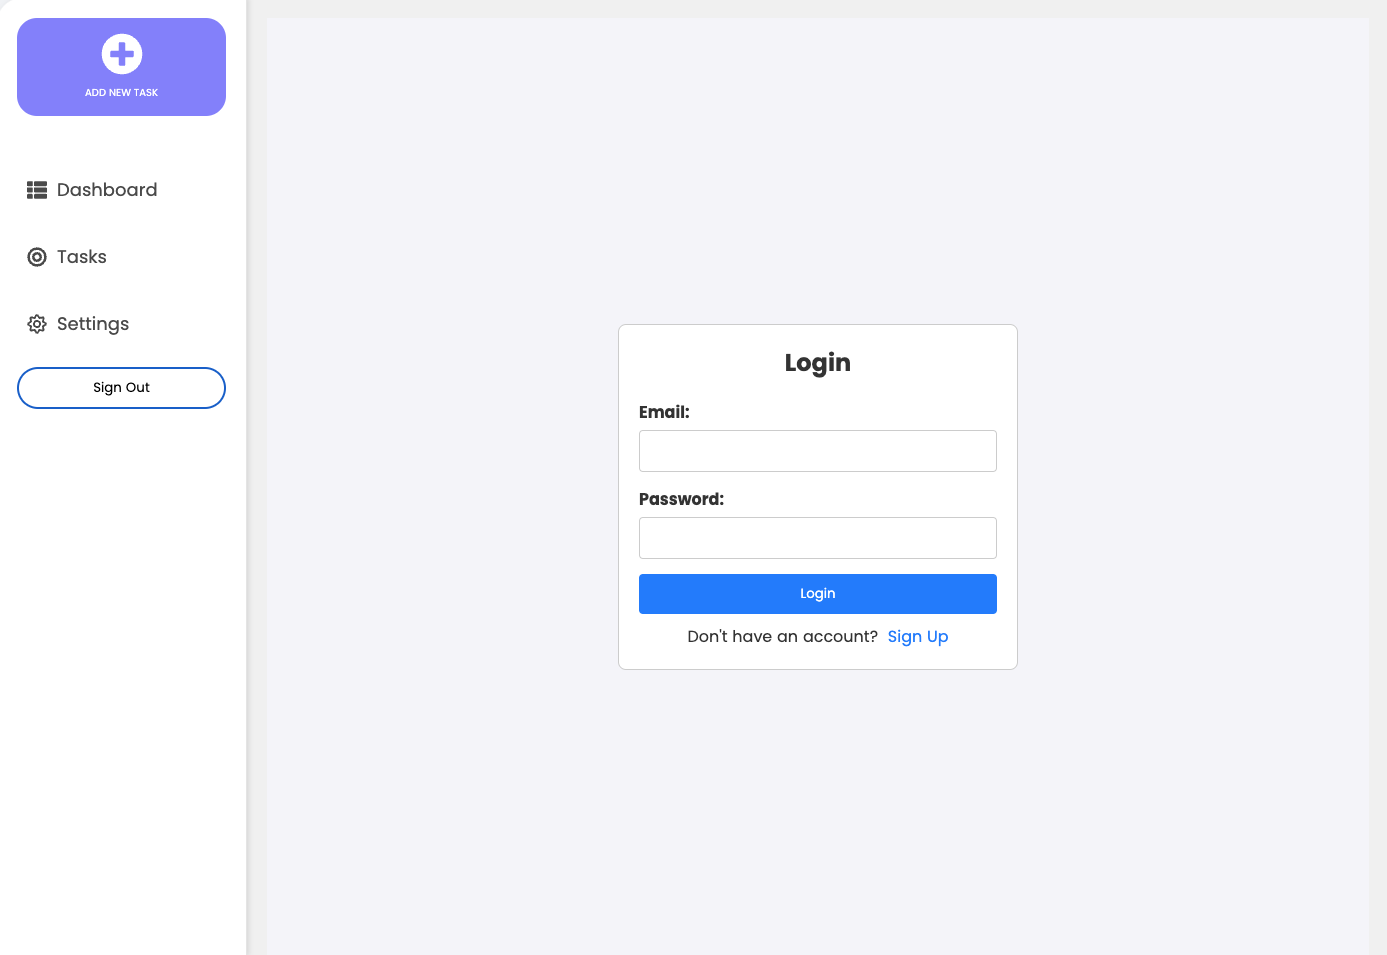 ADD NEW TASK
Dashboard
Tasks
Settings
Sign Out
Login
Email:
Password:
Login
Don't have an account? Sign Up